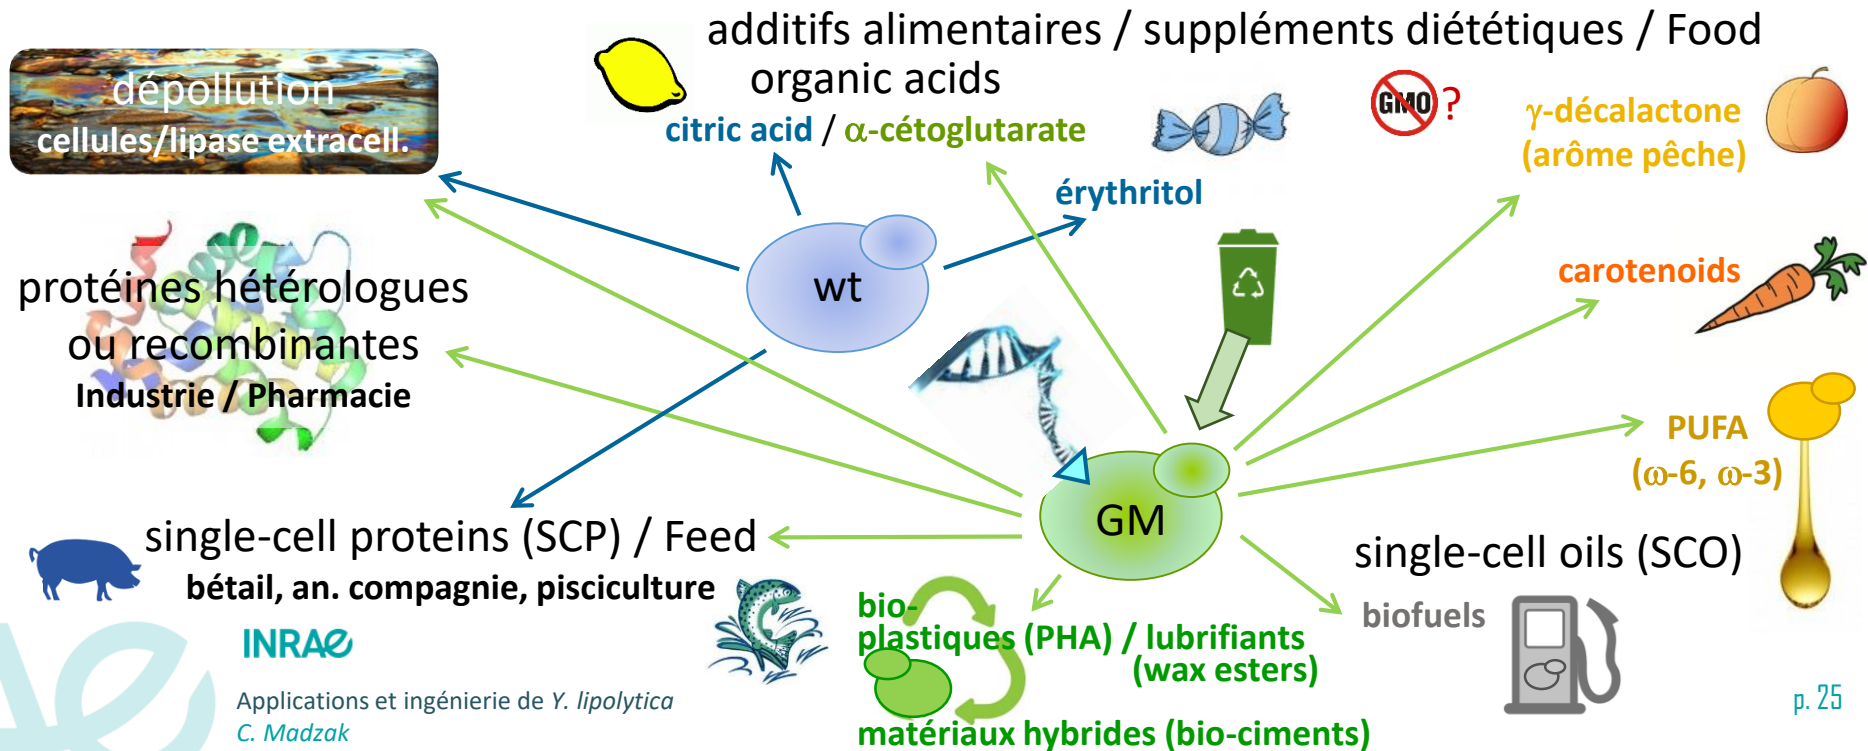 additifs alimentaires / suppléments diététiques / Food
organic acids
citric acid / α-cétoglutarate
érythritol
GMO ?
γ-décalactone
(arôme pêche)
dépollution
cellules/lipase extracell.
carotenoids
wt
protéines hétérologues
ou recombinantes
Industrie / Pharmacie
PUFA
(ω-6, ω-3)
GM
single-cell proteins (SCP) / Feed
bétail, an. compagnie, pisciculture
single-cell oils (SCO)
biofuels
bio-
plastiques (PHA) / lubrifiants
(wax esters)
matériaux hybrides (bio-ciments)
INRAE
Applications et ingénierie de Y. lipolytica
C. Madzak
p. 25